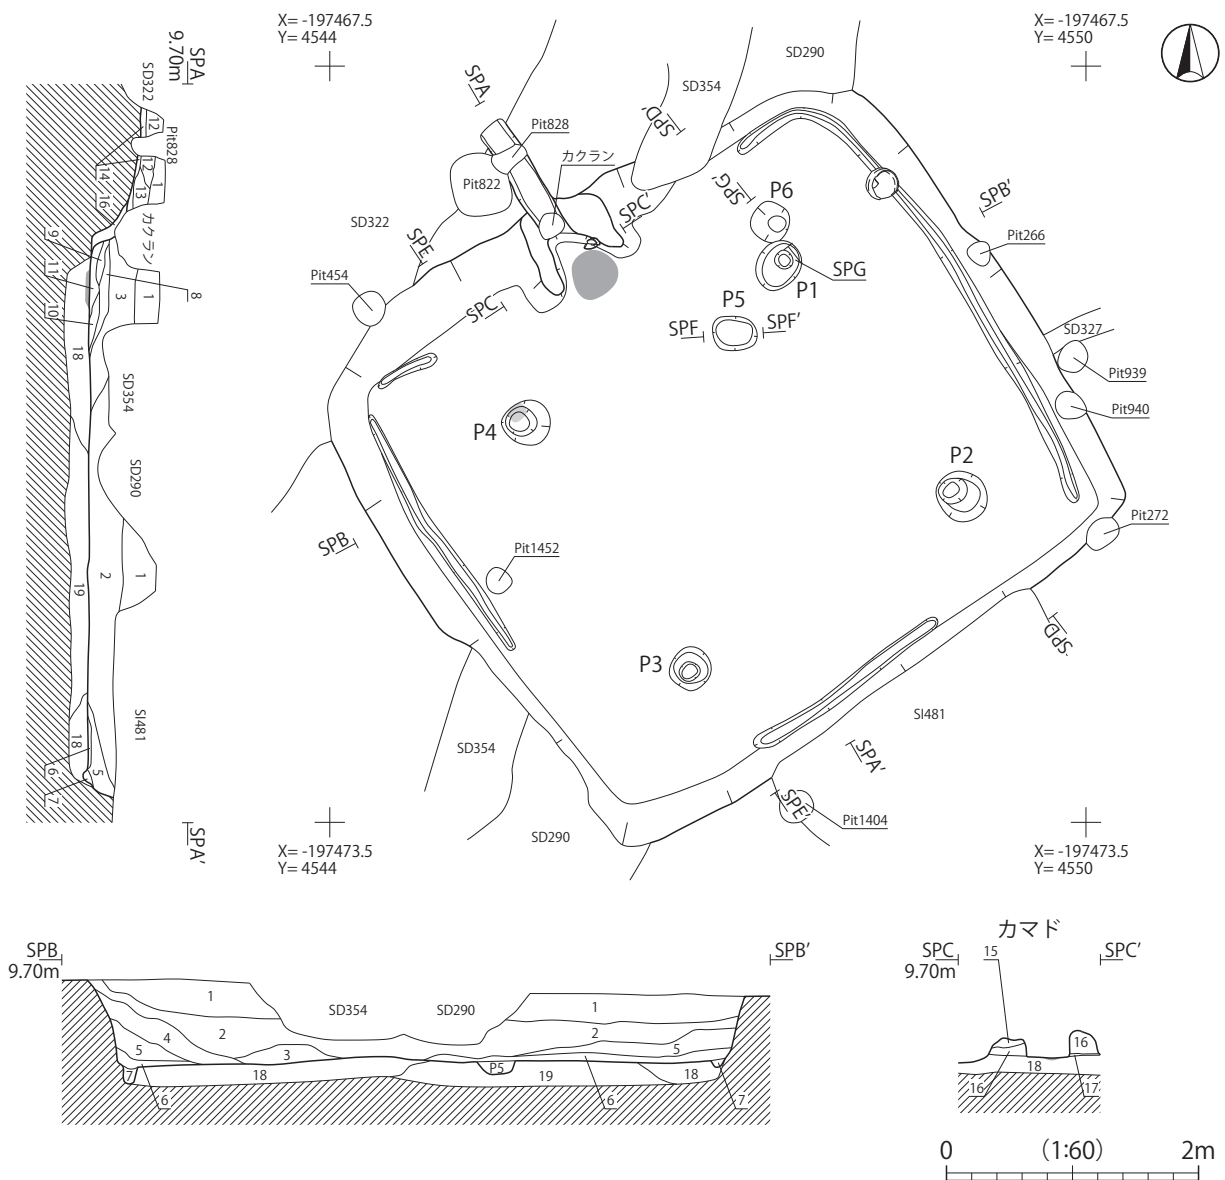 X= -197467.5
Y= 4544
X= -197467.5
Y= 4550
SPA
9.70m
SD322
12
Pit828
12
1
13
14
16
カクラン
9
11
10
8
3
1
18
SD354
SD290
2
1
19
SI481
18
5
6
7
SPA'
SPA
Pit828
カクラン
Pit822
SD322
SPE
Pit454
SPC
SPC'
SD354
SPD'
SD290
SPG'
P6
SPB'
Pit266
SPG
P1
P5
SPF
SPF'
SD327
Pit939
Pit940
P4
P2
Pit272
SPB
Pit1452
SPD
P3
SI481
SD354
SPA'
SPE'
Pit1404
SD290
X= -197473.5
Y= 4544
X= -197473.5
Y= 4550
SPB
9.70m
SPB'
1
SD354
SD290
1
2
2
4
5
3
5
18
P5
19
18
7
6
6
7
カマド
SPC
9.70m
15
SPC'
16
18
16
17
0 (1:60) 2m